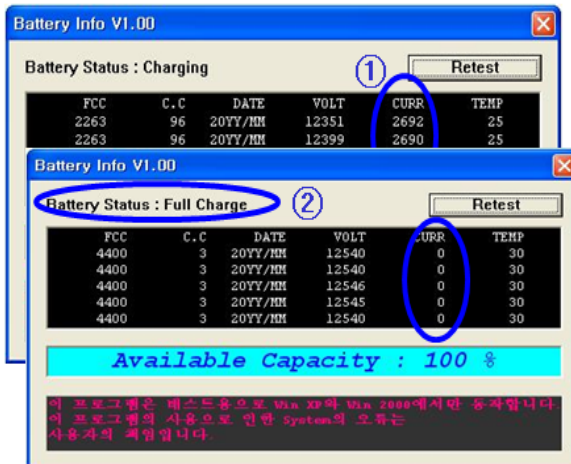 Battery Info V1.00
Battery Status : Charging
①
Retest
FCC C.C DATE VOLT CURR TEMP
2263 96 20YY/MM 12351 2692 25
2263 96 20YY/MM 12399 2690 25
Battery Info V1.00
Battery Status : Full Charge
②
Retest
FCC C.C DATE VOLT CURR TEMP
4400 3 20YY/MM 12540 0 30
4400 3 20YY/MM 12540 0 30
4400 3 20YY/MM 12546 0 30
4400 3 20YY/MM 12545 0 30
4400 3 20YY/MM 12540 0 30
Available Capacity : 100 %
이 프로그램은 테스트용으로 Win XP와 Win 2000에서만 동작합니다.
이 프로그램의 사용으로 인한 System의 오류는
사용자의 책임입니다.